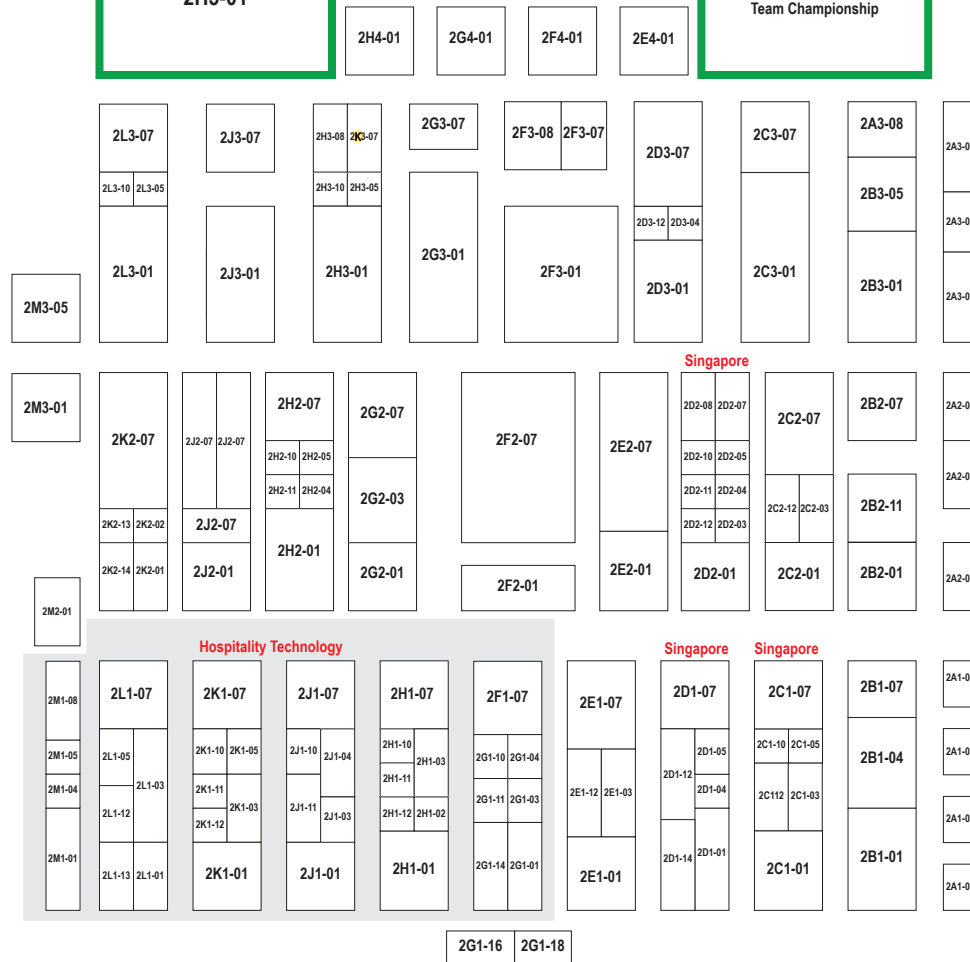 Team Championship
2H4-01 2G4-01 2F4-01 2E4-01
2L3-07 2J3-07 2H3-08 2K3-07 2G3-07 2F3-08 2F3-07 2D3-07 2C3-07 2A3-08
2L3-10 2L3-05 2H3-10 2H3-05 2B3-05
2D3-12 2D3-04
2L3-01 2J3-01 2H3-01 2G3-01 2F3-01 2D3-01 2C3-01 2B3-01
2M3-05
Singapore
2M3-01 2K2-07 2J2-07 2J2-07 2H2-07 2G2-07 2F2-07 2E2-07 2D2-08 2D2-07 2C2-07 2B2-07
2H2-10 2H2-05 2D2-10 2D2-05
2H2-11 2H2-04 2G2-03 2D2-11 2D2-04 2C2-12 2C2-03 2B2-11
2K2-13 2K2-02 2J2-07 2D2-12 2D2-03
2K2-14 2K2-01 2J2-01 2H2-01 2G2-01 2F2-01 2E2-01 2D2-01 2C2-01 2B2-01
2M2-01
Hospitality Technology Singapore Singapore
2M1-08 2L1-07 2K1-07 2J1-07 2H1-07 2F1-07 2E1-07 2D1-07 2C1-07 2B1-07
2M1-05 2L1-05 2K1-10 2K1-05 2J1-10 2J1-04 2H1-10 2H1-03 2G1-10 2G1-04 2D1-05 2C1-10 2C1-05 2B1-04
2M1-04 2L1-03 2K1-11 2H1-11 2D1-12 2D1-04
2L1-12 2K1-12 2K1-03 2J1-11 2J1-03 2H1-12 2H1-02 2G1-11 2G1-03 2E1-12 2E1-03 2C112 2C1-03
2M1-01 2L1-13 2L1-01 2K1-01 2J1-01 2H1-01 2G1-14 2G1-01 2E1-01 2D1-14 2D1-01 2C1-01 2B1-01
2G1-16 2G1-18